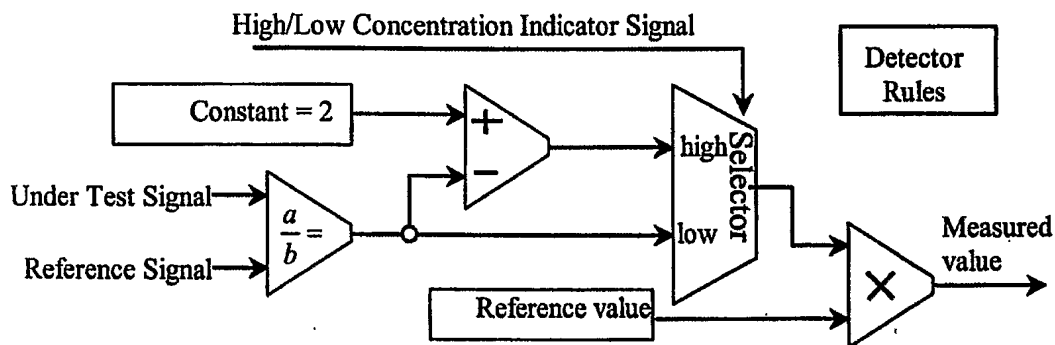 High/Low Concentration Indicator Signal
Detector
Rules
Constant = 2
+
−
high
Selector
low
Under Test Signal
Reference Signal
a
b
=
Reference value
×
Measured
value